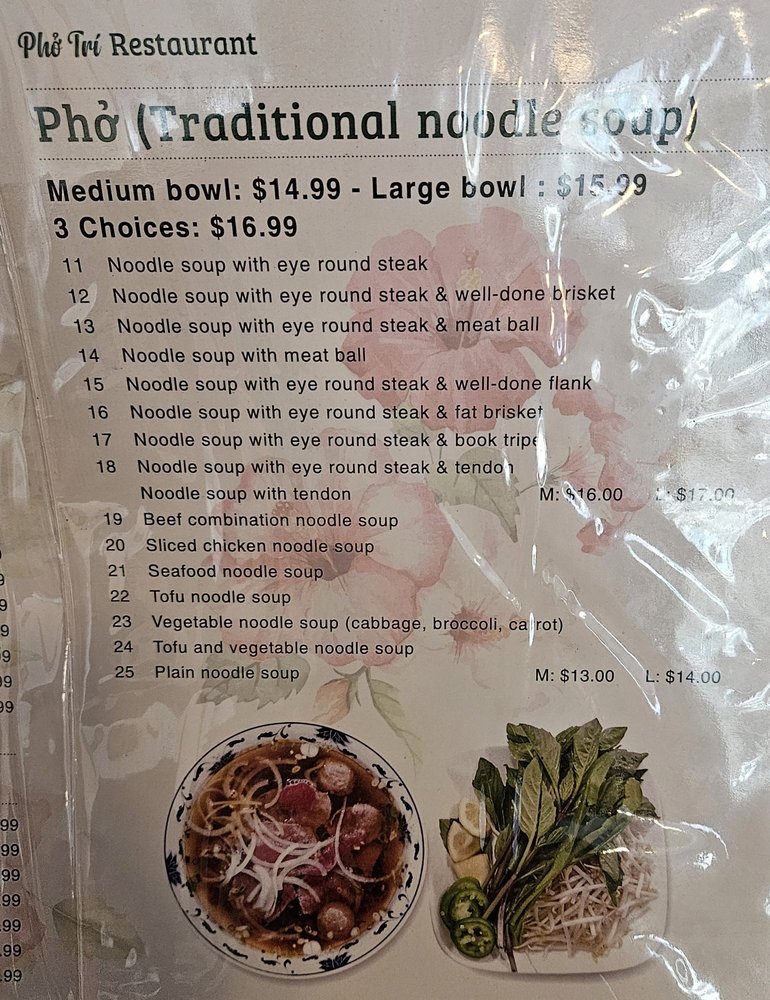 Phở Trí Restaurant
Phở (Traditional noodle soup)
Medium bowl: $14.99 - Large bowl : $15.99
3 Choices: $16.99
11 Noodle soup with eye round steak
12 Noodle soup with eye round steak & well-done brisket
13 Noodle soup with eye round steak & meat ball
14 Noodle soup with meat ball
15 Noodle soup with eye round steak & well-done flank
16 Noodle soup with eye round steak & fat brisket
17 Noodle soup with eye round steak & book tripe
18 Noodle soup with eye round steak & tendon
Noodle soup with tendon M: $16.00 L: $17.00
19 Beef combination noodle soup
20 Sliced chicken noodle soup
21 Seafood noodle soup
22 Tofu noodle soup
23 Vegetable noodle soup (cabbage, broccoli, carrot)
24 Tofu and vegetable noodle soup
25 Plain noodle soup M: $13.00 L: $14.00